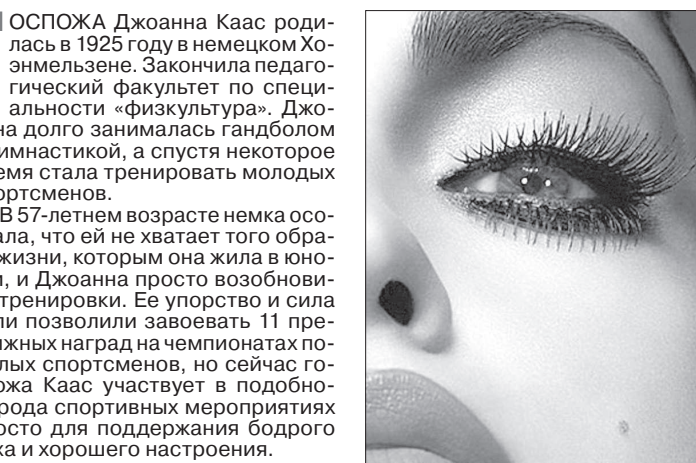 ОСПОЖА Джоанна Каас роди-
лась в 1925 году в немецком Хо-
энмельзене. Закончила педаго-
гический факультет по специ-
альности «физкультура». Джо-
на долго занималась гандболом
имнастикой, а спустя некоторое
емя стала тренировать молодых
ортсменов.
В 57-летнем возрасте немка осо-
ала, что ей не хватает того обра-
жизни, которым она жила в юно-
и, и Джоанна просто возобнови-
тренировки. Ее упорство и сила
ли позволили завоевать 11 пре-
ижных наград на чемпионатах по-
лых спортсменов, но сейчас го-
ожа Каас участвует в подобно-
рода спортивных мероприятиях
осто для поддержания бодрого
ха и хорошего настроения.